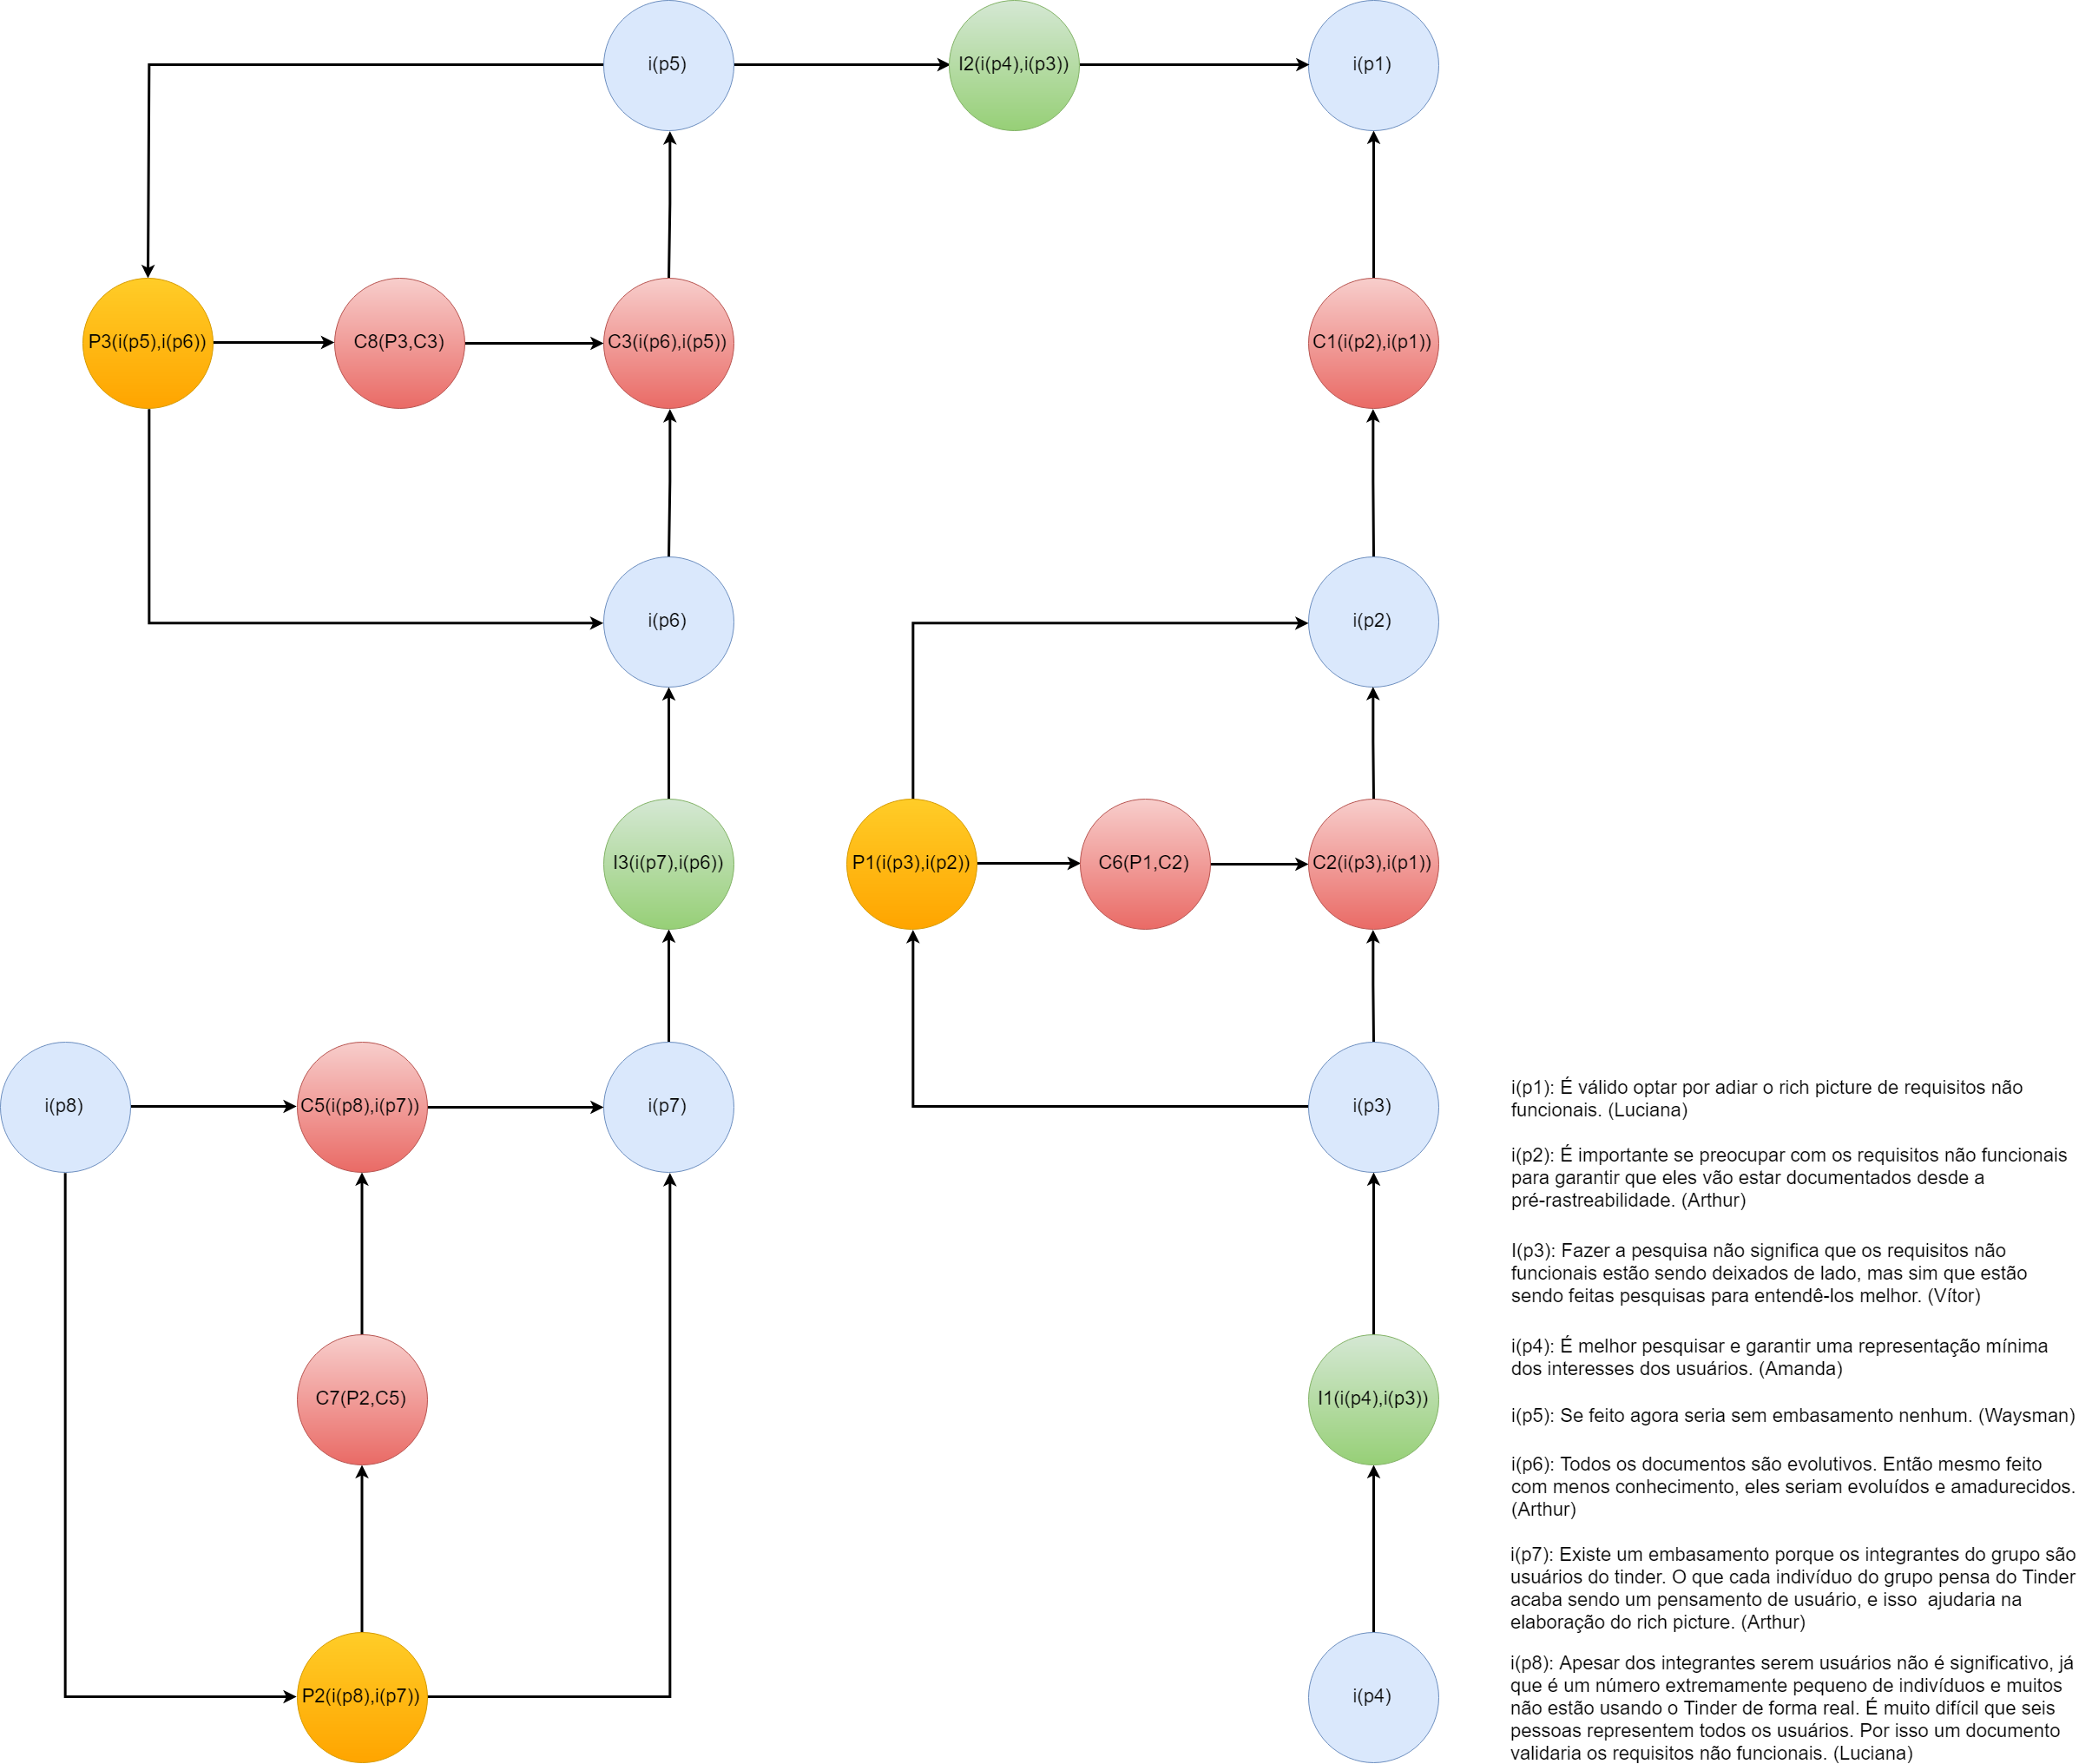 i(p5)
I2(i(p4),i(p3))
i(p1)
P3(i(p5),i(p6))
C8(P3,C3)
C3(i(p6),i(p5))
C1(i(p2),i(p1))
i(p6)
i(p2)
I3(i(p7),i(p6))
P1(i(p3),i(p2))
C6(P1,C2)
C2(i(p3),i(p1))
i(p8)
C5(i(p8),i(p7))
i(p7)
i(p3)
C7(P2,C5)
I1(i(p4),i(p3))
P2(i(p8),i(p7))
i(p4)
i(p1): É válido optar por adiar o rich picture de requisitos não
funcionais. (Luciana)
i(p2): É importante se preocupar com os requisitos não funcionais
para garantir que eles vão estar documentados desde a
pré-rastreabilidade. (Arthur)
I(p3): Fazer a pesquisa não significa que os requisitos não
funcionais estão sendo deixados de lado, mas sim que estão
sendo feitas pesquisas para entendê-los melhor. (Vítor)
i(p4): É melhor pesquisar e garantir uma representação mínima
dos interesses dos usuários. (Amanda)
i(p5): Se feito agora seria sem embasamento nenhum. (Waysman)
i(p6): Todos os documentos são evolutivos. Então mesmo feito
com menos conhecimento, eles seriam evoluídos e amadurecidos.
(Arthur)
i(p7): Existe um embasamento porque os integrantes do grupo são
usuários do tinder. O que cada indivíduo do grupo pensa do Tinder
acaba sendo um pensamento de usuário, e isso  ajudaria na
elaboração do rich picture. (Arthur)
i(p8): Apesar dos integrantes serem usuários não é significativo, já
que é um número extremamente pequeno de indivíduos e muitos
não estão usando o Tinder de forma real. É muito difícil que seis
pessoas representem todos os usuários. Por isso um documento
validaria os requisitos não funcionais. (Luciana)